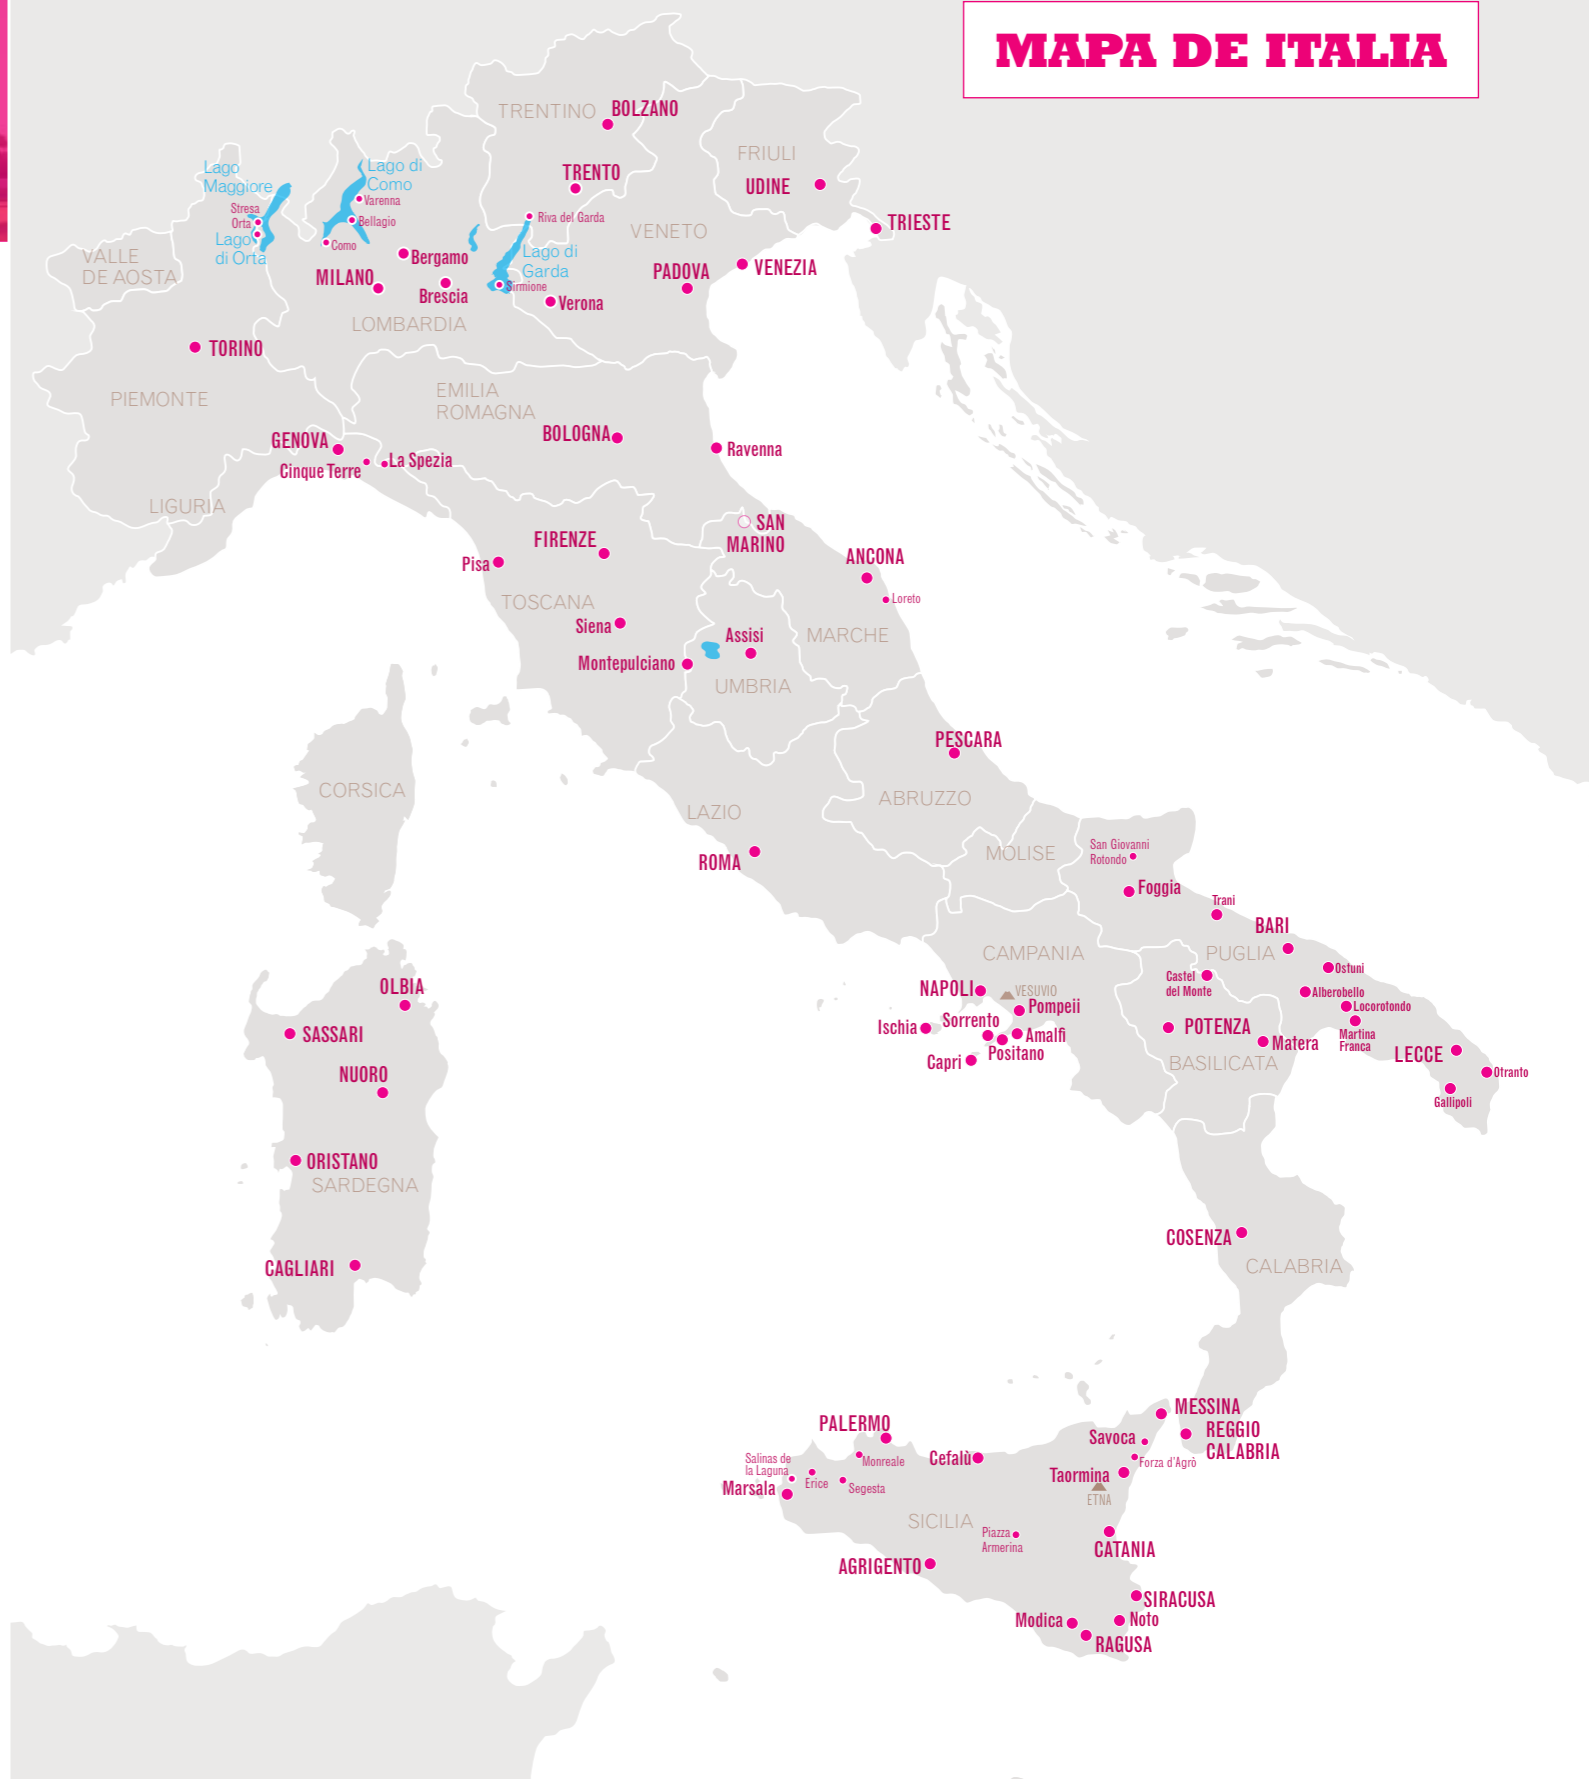 MAPA DE ITALIA
TRENTINO
BOLZANO
TRENTO
FRIULI
UDINE
TRIESTE
Lago
Maggiore
Stresa
Orta
Lago
di Orta
Lago di
Como
Varenna
Bellagio
Como
Riva del Garda
VENETO
Lago di
Garda
Sirmione
VALLE
DE AOSTA
Bergamo
MILANO
Brescia
Verona
PADOVA
VENEZIA
LOMBARDIA
TORINO
PIEMONTE
EMILIA
ROMAGNA
BOLOGNA
Ravenna
GENOVA
Cinque Terre
La Spezia
LIGURIA
SAN
MARINO
FIRENZE
Pisa
ANCONA
Loreto
TOSCANA
Siena
Assisi
MARCHE
Montepulciano
UMBRIA
PESCARA
CORSICA
ABRUZZO
LAZIO
ROMA
MOLISE
San Giovanni
Rotondo
Foggia
Trani
BARI
CAMPANIA
PUGLIA
Castel
del Monte
Ostuni
Alberobello
Locorotondo
Martina
Franca
NAPOLI
VESUVIO
Pompeii
Ischia
Sorrento
Amalfi
Positano
Capri
POTENZA
Matera
BASILICATA
LECCE
Otranto
Gallipoli
OLBIA
SASSARI
NUORO
ORISTANO
SARDEGNA
CAGLIARI
COSENZA
CALABRIA
MESSINA
REGGIO
CALABRIA
PALERMO
Monreale
Cefalù
Savoca
Forza d'Agrò
Taormina
ETNA
Salinas de
la Laguna
Erice
Segesta
Marsala
SICILIA
Piazza
Armerina
CATANIA
AGRIGENTO
SIRACUSA
Noto
Modica
RAGUSA